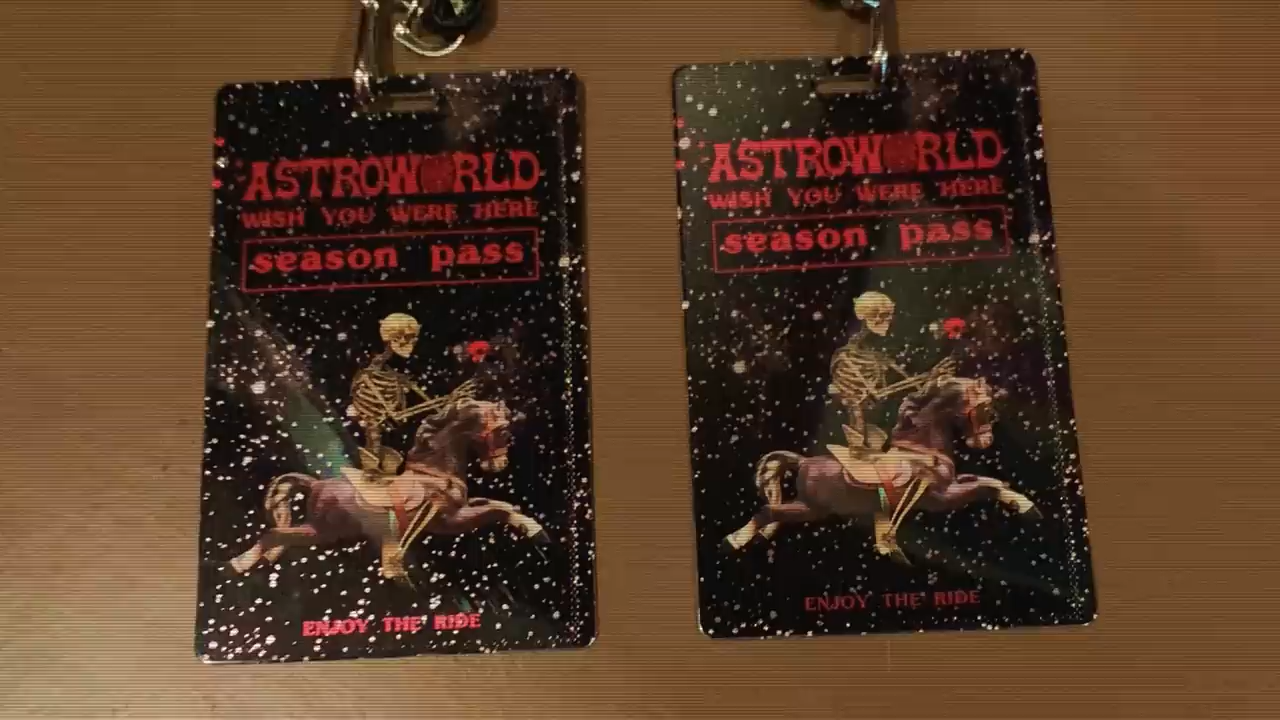 ASTROWORLD
WISH YOU WERE HERE
season pass
ENJOY THE RIDE
ASTROWORLD
WISH YOU WERE HERE
season pass
ENJOY THE RIDE